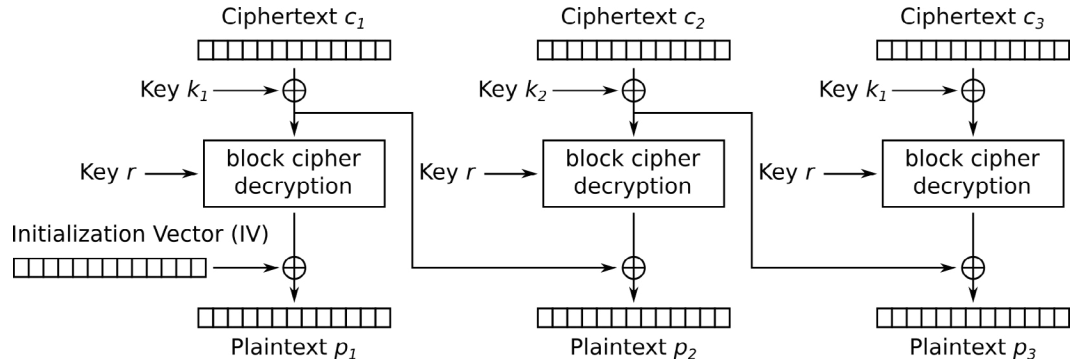 Ciphertext c1 Ciphertext c2 Ciphertext c3
Key k1 Key k2 Key k1
block cipher decryption block cipher decryption block cipher decryption
Key r Key r Key r
Initialization Vector (IV)
Plaintext p1 Plaintext p2 Plaintext p3